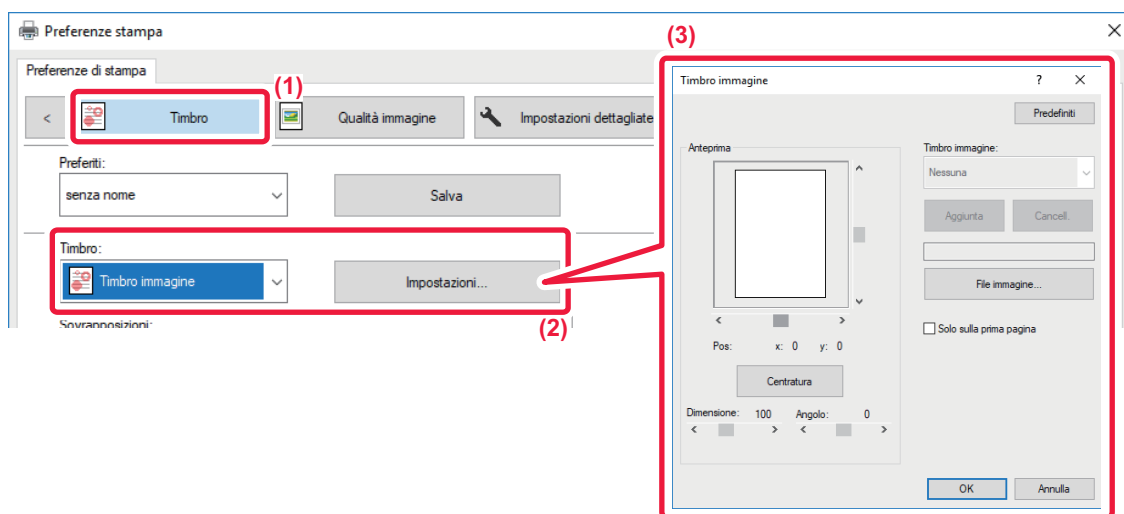 Preferenze stampa
Preferenze di stampa
(1)
< Timbro Qualità immagine Impostazioni dettagliate
Preferiti:
senza nome Salva
Timbro:
Timbro immagine Impostazioni...
(2)
Sovrapposizioni:
(3)
Timbro immagine ? ×
Predefiniti
Anteprima
Timbro immagine:
Nessuna
Aggiunta Cancell.
File immagine...
Solo sulla prima pagina
Pos: x: 0 y: 0
Centratura
Dimensione: 100 Angolo: 0
OK Annulla